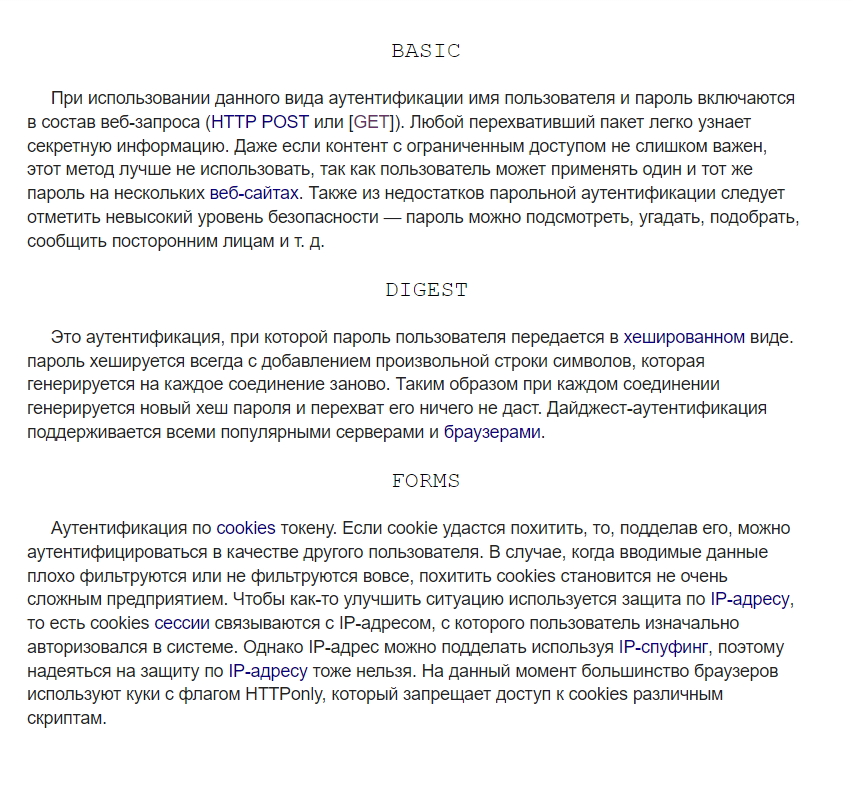 BASIC
При использовании данного вида аутентификации имя пользователя и пароль включаются
в состав веб-запроса (HTTP POST или [GET]). Любой перехвативший пакет легко узнает
секретную информацию. Даже если контент с ограниченным доступом не слишком важен,
этот метод лучше не использовать, так как пользователь может применять один и тот же
пароль на нескольких веб-сайтах. Также из недостатков парольной аутентификации следует
отметить невысокий уровень безопасности — пароль можно подсмотреть, угадать, подобрать,
сообщить посторонним лицам и т. д.
DIGEST
Это аутентификация, при которой пароль пользователя передается в хешированном виде.
пароль хешируется всегда с добавлением произвольной строки символов, которая
генерируется на каждое соединение заново. Таким образом при каждом соединении
генерируется новый хеш пароля и перехват его ничего не даст. Дайджест-аутентификация
поддерживается всеми популярными серверами и браузерами.
FORMS
Аутентификация по cookies токену. Если cookie удастся похитить, то, подделав его, можно
аутентифицироваться в качестве другого пользователя. В случае, когда вводимые данные
плохо фильтруются или не фильтруются вовсе, похитить cookies становится не очень
сложным предприятием. Чтобы как-то улучшить ситуацию используется защита по IP-адресу,
то есть cookies сессии связываются с IP-адресом, с которого пользователь изначально
авторизовался в системе. Однако IP-адрес можно подделать используя IP-спуфинг, поэтому
надеяться на защиту по IP-адресу тоже нельзя. На данный момент большинство браузеров
используют куки с флагом HTTPonly, который запрещает доступ к cookies различным
скриптам.